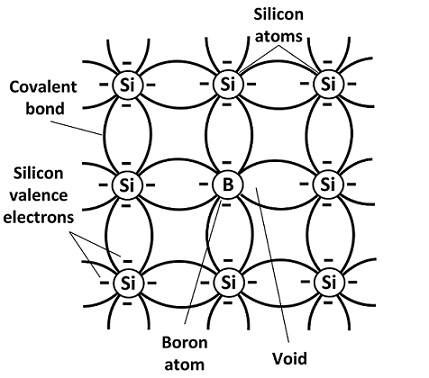 Silicon
atoms
Si
Si
Si
Covalent
bond
Silicon
valence
electrons
Si
B
Si
Si
Si
Si
Boron
atom
Void